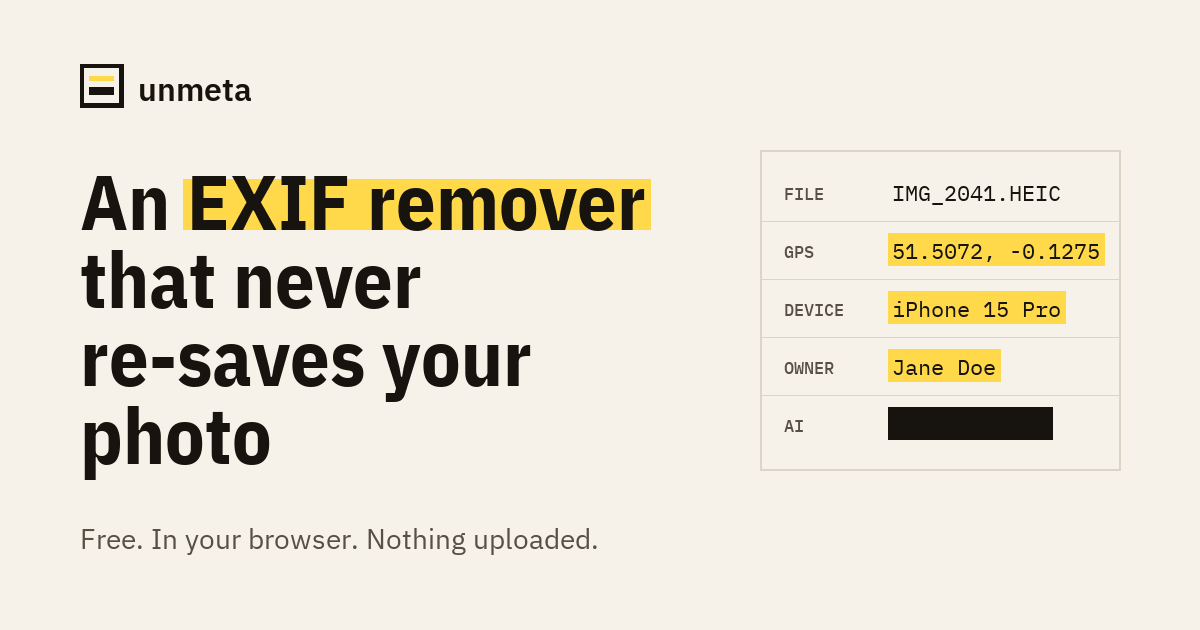 unmeta
An EXIF remover
that never
re-saves your
photo
Free. In your browser. Nothing uploaded.
FILE IMG_2041.HEIC
GPS 51.5072, -0.1275
DEVICE iPhone 15 Pro
OWNER Jane Doe
AI